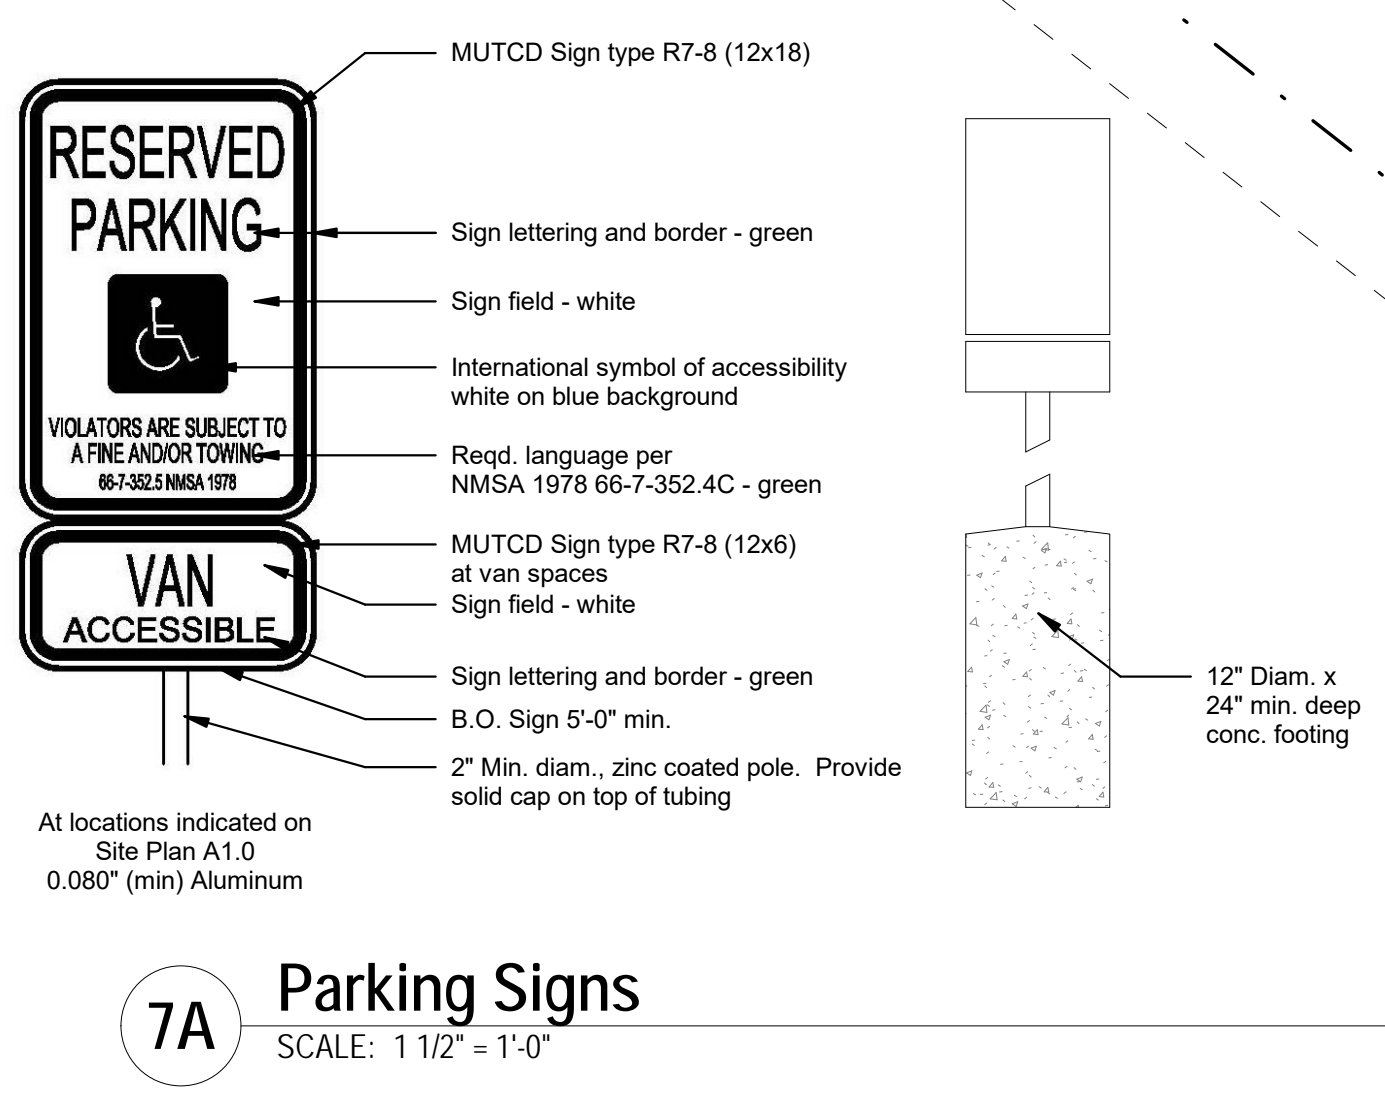 RESERVED
PARKING
VIOLATORS ARE SUBJECT TO
A FINE AND/OR TOWING
66-7-352.5 NMSA 1978
VAN
ACCESSIBLE
MUTCD Sign type R7-8 (12x18)
Sign lettering and border - green
Sign field - white
International symbol of accessibility
white on blue background
Reqd. language per
NMSA 1978 66-7-352.4C - green
MUTCD Sign type R7-8 (12x6)
at van spaces
Sign field - white
Sign lettering and border - green
B.O. Sign 5'-0" min.
2" Min. diam., zinc coated pole. Provide
solid cap on top of tubing
12" Diam. x
24" min. deep
conc. footing
At locations indicated on
Site Plan A1.0
0.080" (min) Aluminum
7A
Parking Signs
SCALE: 1 1/2" = 1'-0"